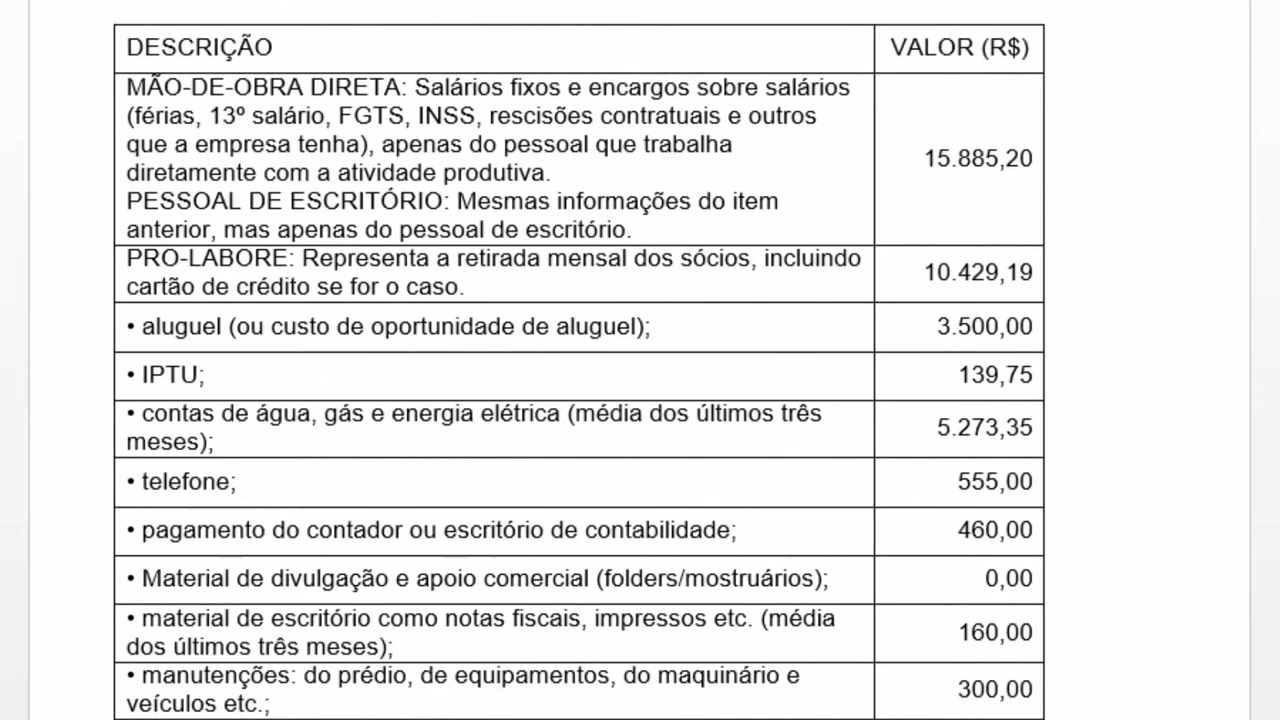 DESCRIÇÃO VALOR (R$)
MÃO-DE-OBRA DIRETA: Salários fixos e encargos sobre salários
(férias, 13º salário, FGTS, INSS, rescisões contratuais e outros
que a empresa tenha), apenas do pessoal que trabalha
diretamente com a atividade produtiva.
PESSOAL DE ESCRITÓRIO: Mesmas informações do item
anterior, mas apenas do pessoal de escritório.
15.885,20
PRO-LABORE: Representa a retirada mensal dos sócios, incluindo
cartão de crédito se for o caso.
10.429,19
• aluguel (ou custo de oportunidade de aluguel); 3.500,00
• IPTU; 139,75
• contas de água, gás e energia elétrica (média dos últimos três
meses);
5.273,35
• telefone; 555,00
• pagamento do contador ou escritório de contabilidade; 460,00
• Material de divulgação e apoio comercial (folders/mostruários); 0,00
• material de escritório como notas fiscais, impressos etc. (média
dos últimos três meses);
160,00
• manutenções: do prédio, de equipamentos, do maquinário e
veículos etc.;
300,00